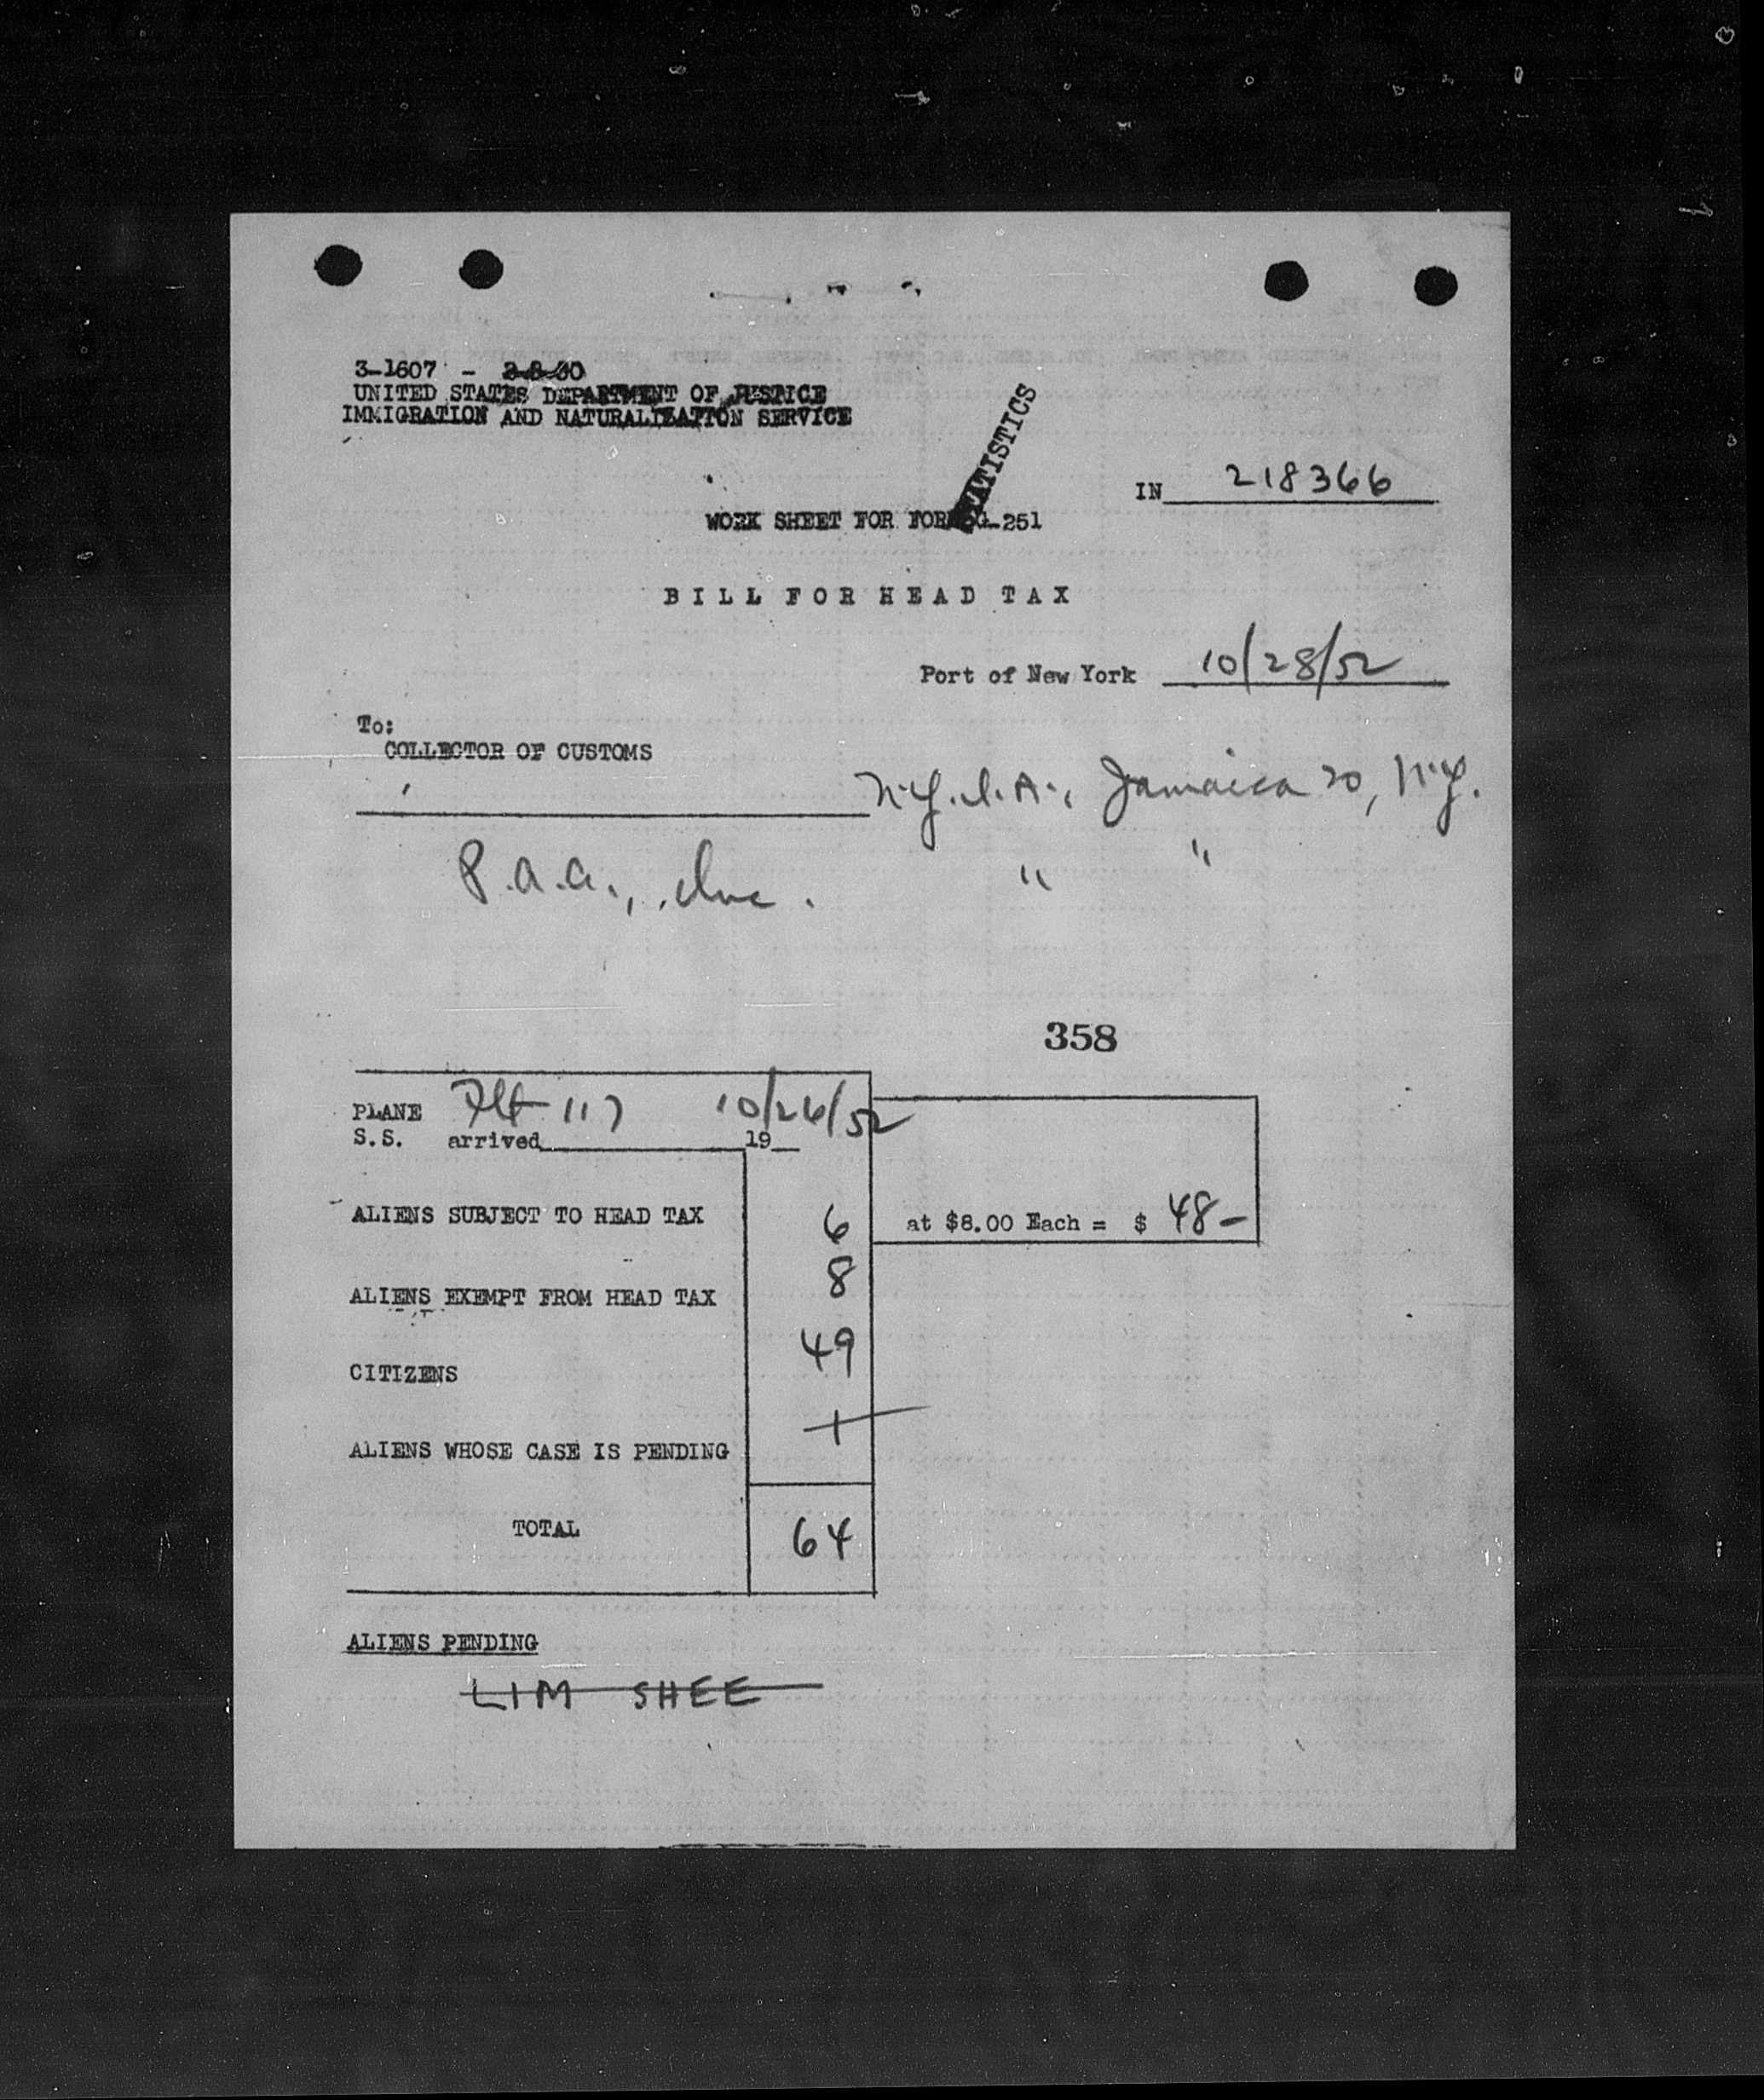 3-1607 - 2-8-30
UNITED STATES DEPARTMENT OF JUSTICE
IMMIGRATION AND NATURALIZATION SERVICE
STATISTICS
IN 218366
WORK SHEET FOR FORM G-251
BILL FOR HEAD TAX
Port of New York 10/28/52
To:
COLLECTOR OF CUSTOMS
N.Y.I.A., Jamaica 20, N.Y.
P.A.A., Inc. " "
358
PLANE Flt 117 10/26/52
S.S. arrived 19
ALIENS SUBJECT TO HEAD TAX 6 at $8.00 Each = $ 48-
ALIENS EXEMPT FROM HEAD TAX 8
CITIZENS 49
ALIENS WHOSE CASE IS PENDING 1
TOTAL 64
ALIENS PENDING
LIM SHEE